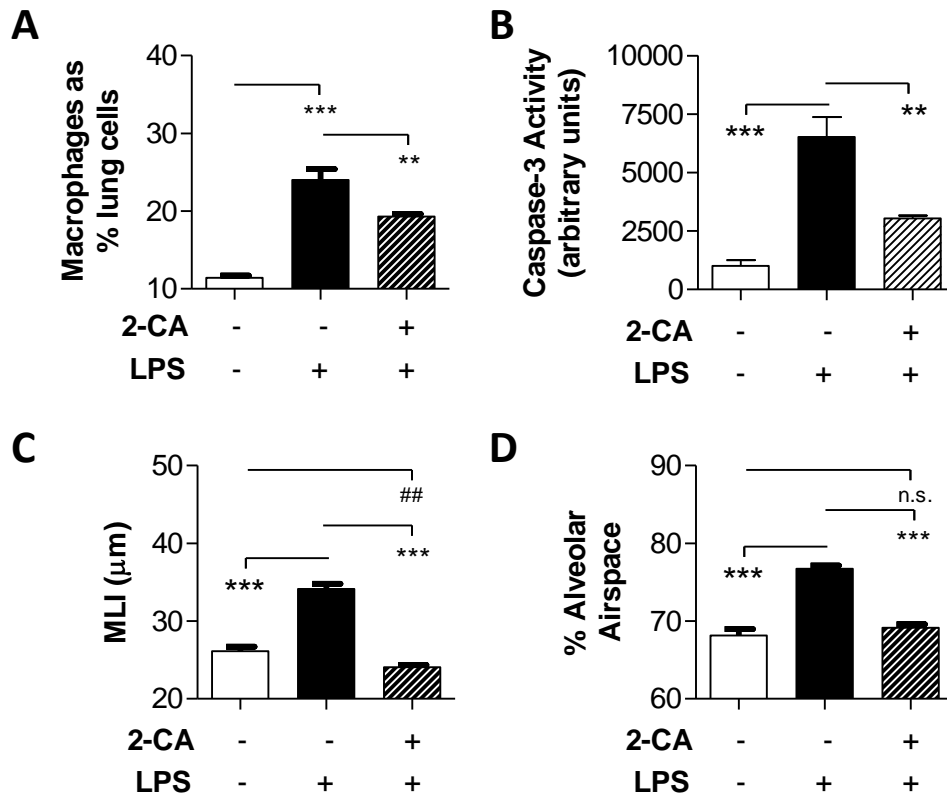 A
Macrophages as
% lung cells
40
30
20
10
***
**
2-CA - - +
LPS - + +
B
Caspase-3 Activity
(arbitrary units)
10000
7500
5000
2500
0
***
**
2-CA - - +
LPS - + +
C
MLI (μm)
50
40
30
20
##
***
***
2-CA - - +
LPS - + +
D
% Alveolar
Airspace
90
80
70
60
n.s.
***
***
2-CA - - +
LPS - + +